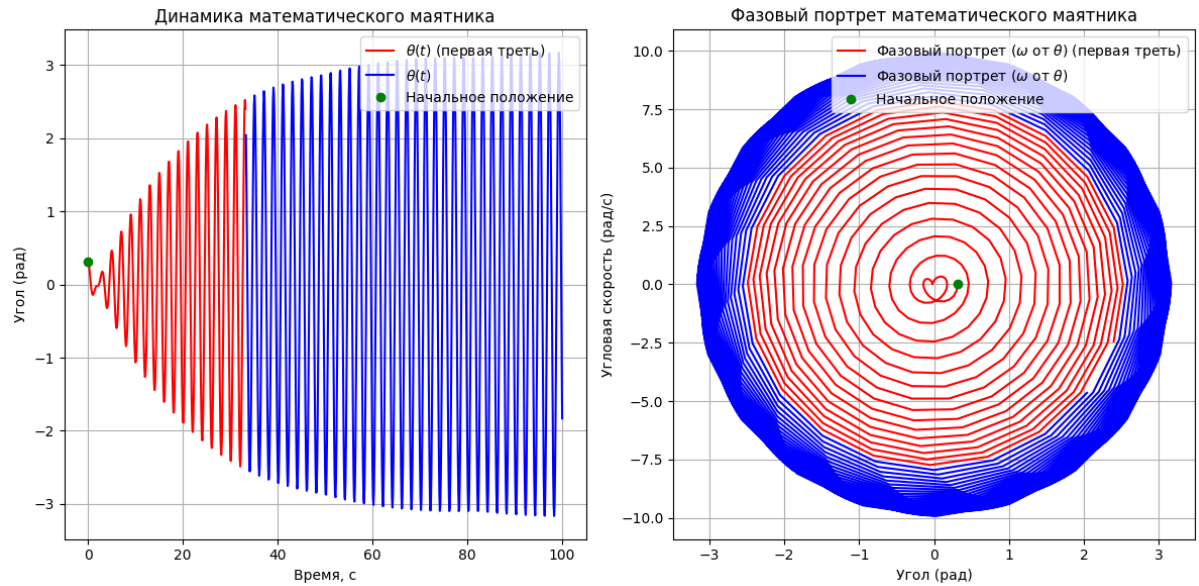 Динамика математического маятника
θ(t) (первая треть)
θ(t)
Начальное положение
Угол (рад)
3
2
1
0
−1
−2
−3
0
20
40
60
80
100
Время, с
Фазовый портрет математического маятника
Фазовый портрет (ω от θ) (первая треть)
Фазовый портрет (ω от θ)
Начальное положение
Угловая скорость (рад/с)
10.0
7.5
5.0
2.5
0.0
−2.5
−5.0
−7.5
−10.0
−3
−2
−1
0
1
2
3
Угол (рад)